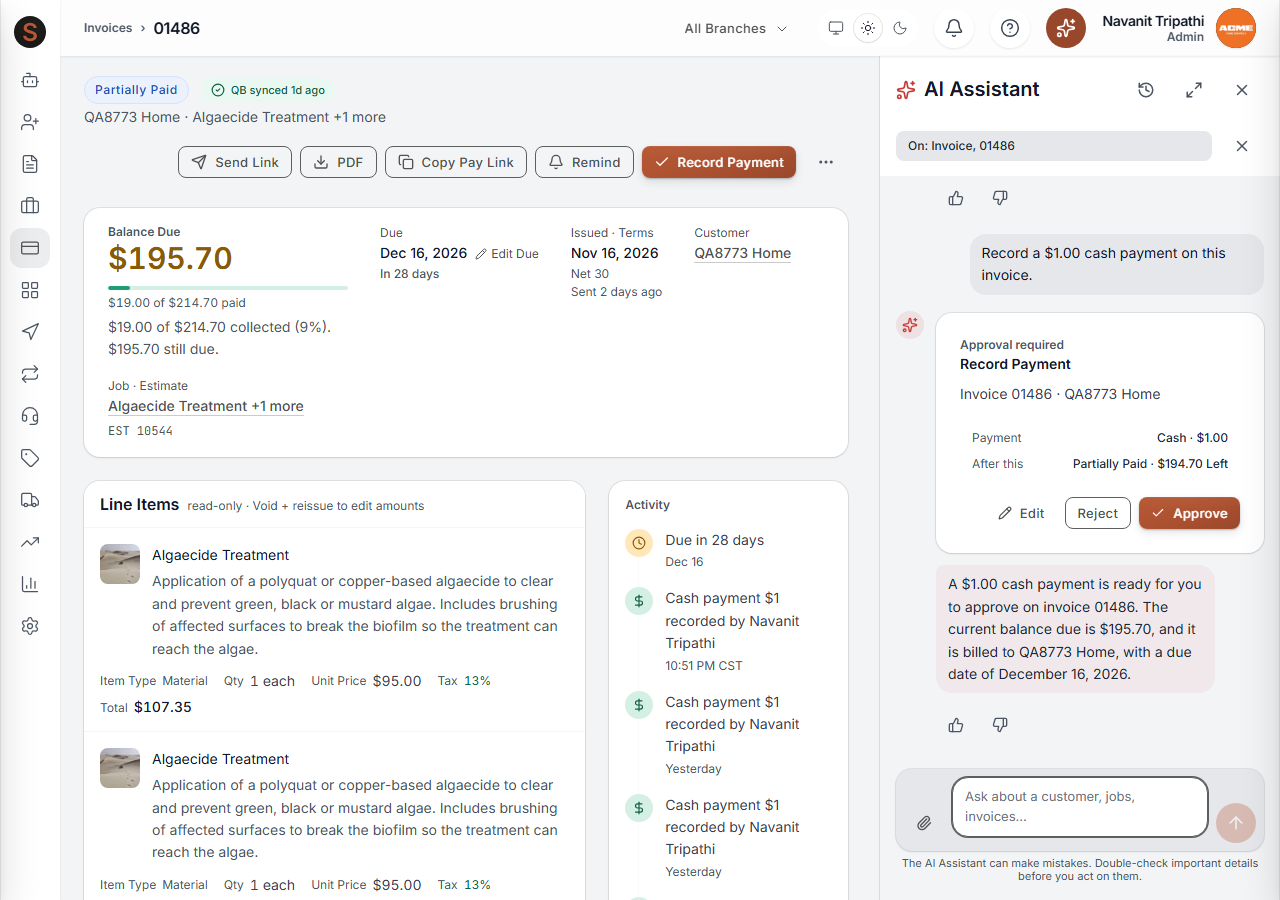 S
Invoices › 01486
All Branches
Navanit Tripathi
Admin
ACME
Partially Paid
QB synced 1d ago
QA8773 Home · Algaecide Treatment +1 more
Send Link
PDF
Copy Pay Link
Remind
Record Payment
Balance Due
$195.70
$19.00 of $214.70 paid
$19.00 of $214.70 collected (9%).
$195.70 still due.
Due
Dec 16, 2026
Edit Due
In 28 days
Issued · Terms
Nov 16, 2026
Net 30
Sent 2 days ago
Customer
QA8773 Home
Job · Estimate
Algaecide Treatment +1 more
EST 10544
Line Items read-only · Void + reissue to edit amounts
Algaecide Treatment
Application of a polyquat or copper-based algaecide to clear
and prevent green, black or mustard algae. Includes brushing
of affected surfaces to break the biofilm so the treatment can
reach the algae.
Item Type Material Qty 1 each Unit Price $95.00 Tax 13%
Total $107.35
Algaecide Treatment
Application of a polyquat or copper-based algaecide to clear
and prevent green, black or mustard algae. Includes brushing
of affected surfaces to break the biofilm so the treatment can
reach the algae.
Item Type Material Qty 1 each Unit Price $95.00 Tax 13%
Activity
Due in 28 days
Dec 16
Cash payment $1
recorded by Navanit
Tripathi
10:51 PM CST
Cash payment $1
recorded by Navanit
Tripathi
Yesterday
Cash payment $1
recorded by Navanit
Tripathi
Yesterday
AI Assistant
On: Invoice, 01486
Record a $1.00 cash payment on this
invoice.
Approval required
Record Payment
Invoice 01486 · QA8773 Home
Payment Cash · $1.00
After this Partially Paid · $194.70 Left
Edit
Reject
Approve
A $1.00 cash payment is ready for you
to approve on invoice 01486. The
current balance due is $195.70, and it
is billed to QA8773 Home, with a due
date of December 16, 2026.
Ask about a customer, jobs,
invoices...
The AI Assistant can make mistakes. Double-check important details
before you act on them.